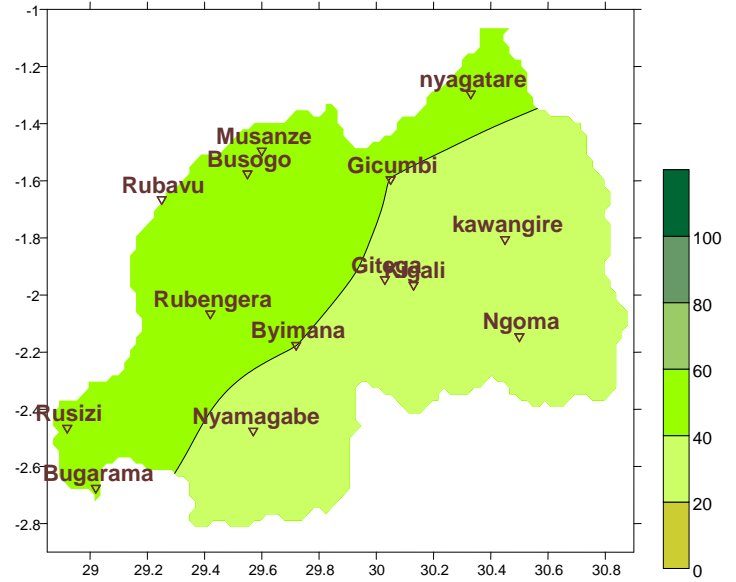 -1
-1.2
-1.4
-1.6
-1.8
-2
-2.2
-2.4
-2.6
-2.8
nyagatare
Musanze
Busogo
Gicumbi
Rubavu
kawangire
Gitega
Kigali
Rubengera
Ngoma
Byimana
Rusizi
Nyamagabe
Bugarama
29
29.2
29.4
29.6
29.8
30
30.2
30.4
30.6
30.8
100
80
60
40
20
0